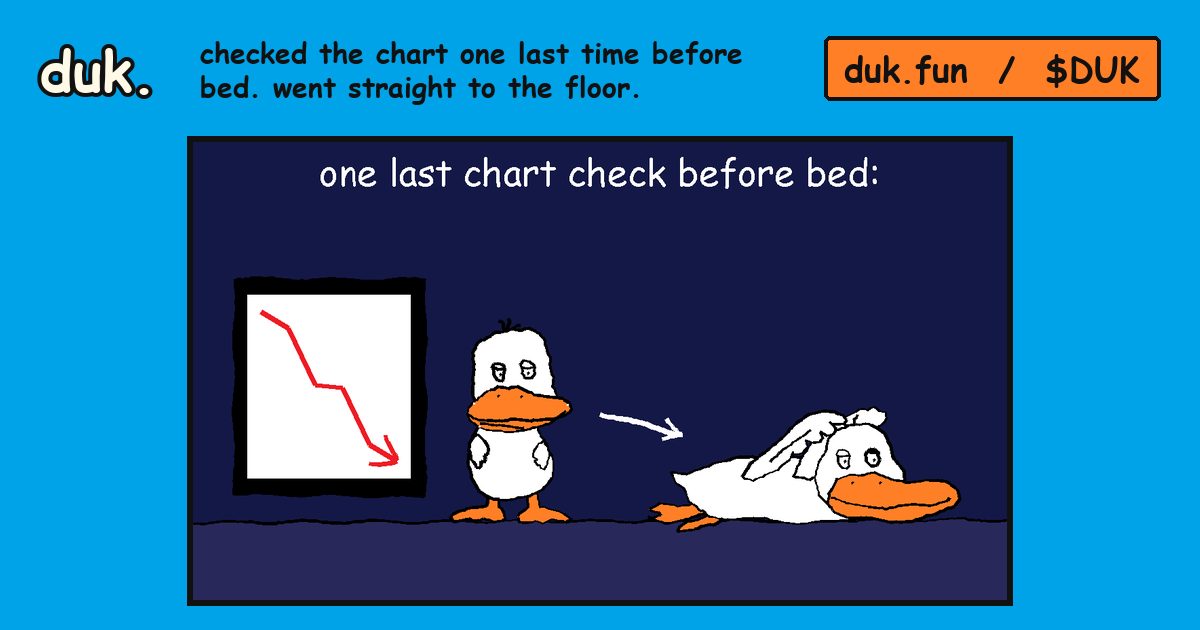 duk.
checked the chart one last time before
bed. went straight to the floor.
duk.fun / $DUK
one last chart check before bed: